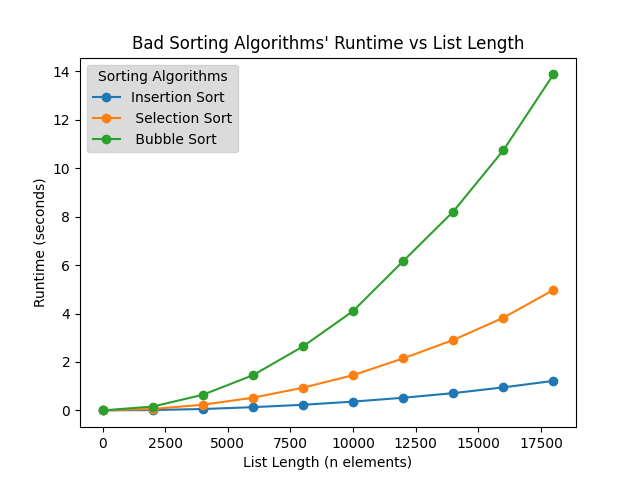 Bad Sorting Algorithms' Runtime vs List Length
Sorting Algorithms
Insertion Sort
Selection Sort
Bubble Sort
14
12
10
8
6
4
2
0
Runtime (seconds)
0 2500 5000 7500 10000 12500 15000 17500
List Length (n elements)